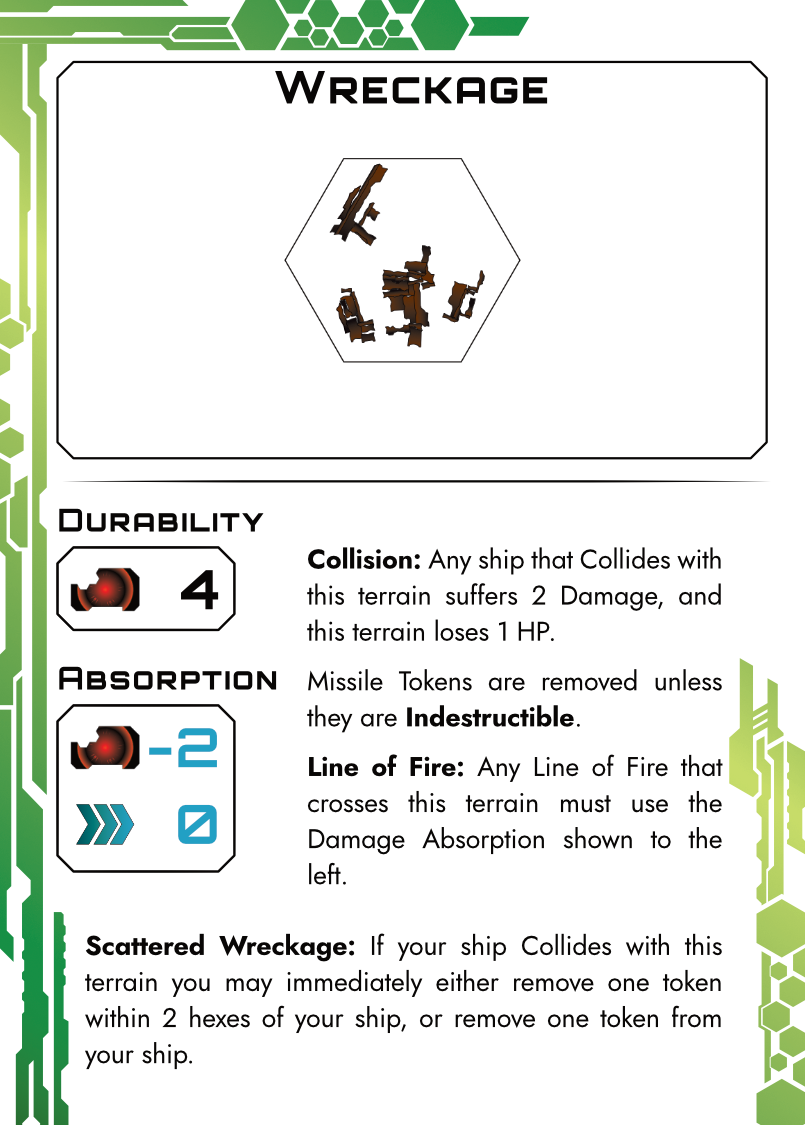 WRECKAGE
DURABILITY
4
Collision: Any ship that Collides with
this terrain suffers 2 Damage, and
this terrain loses 1 HP.
ABSORPTION
-2
0
Missile Tokens are removed unless
they are Indestructible.
Line of Fire: Any Line of Fire that
crosses this terrain must use the
Damage Absorption shown to the
left.
Scattered Wreckage: If your ship Collides with this
terrain you may immediately either remove one token
within 2 hexes of your ship, or remove one token from
your ship.